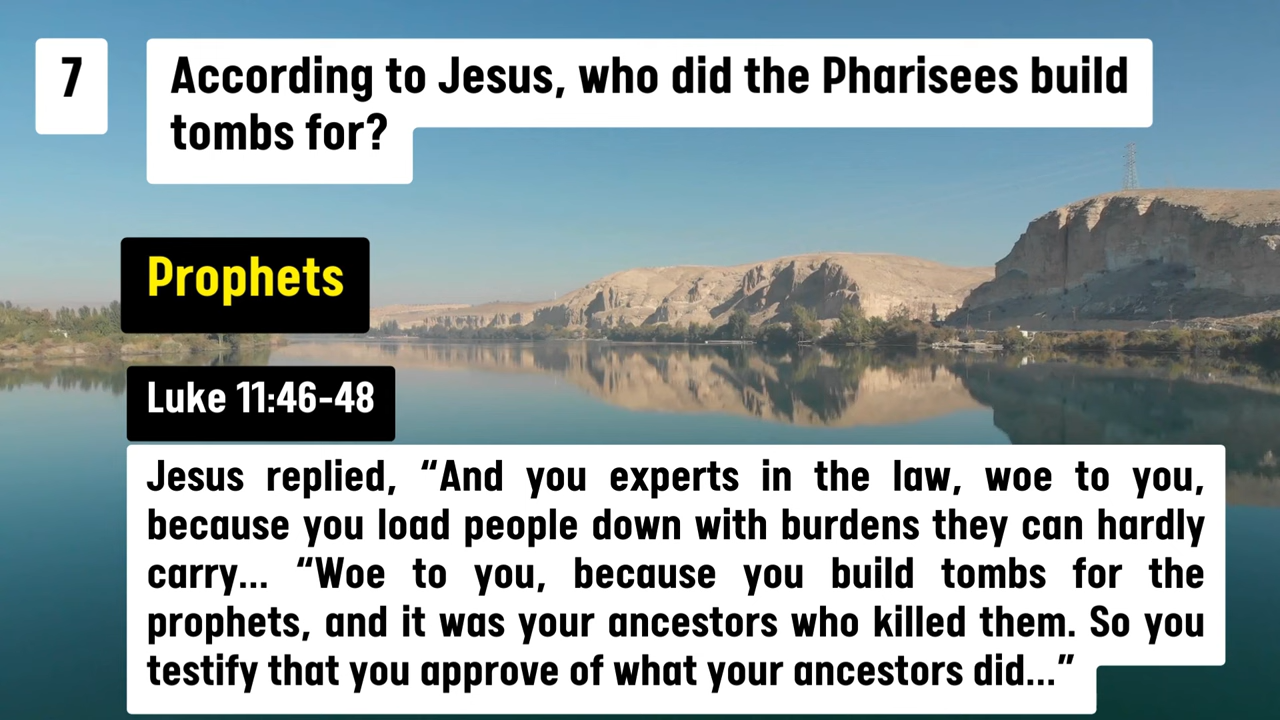 7
According to Jesus, who did the Pharisees build
tombs for?
Prophets
Luke 11:46-48
Jesus replied, “And you experts in the law, woe to you,
because you load people down with burdens they can hardly
carry... “Woe to you, because you build tombs for the
prophets, and it was your ancestors who killed them. So you
testify that you approve of what your ancestors did...”